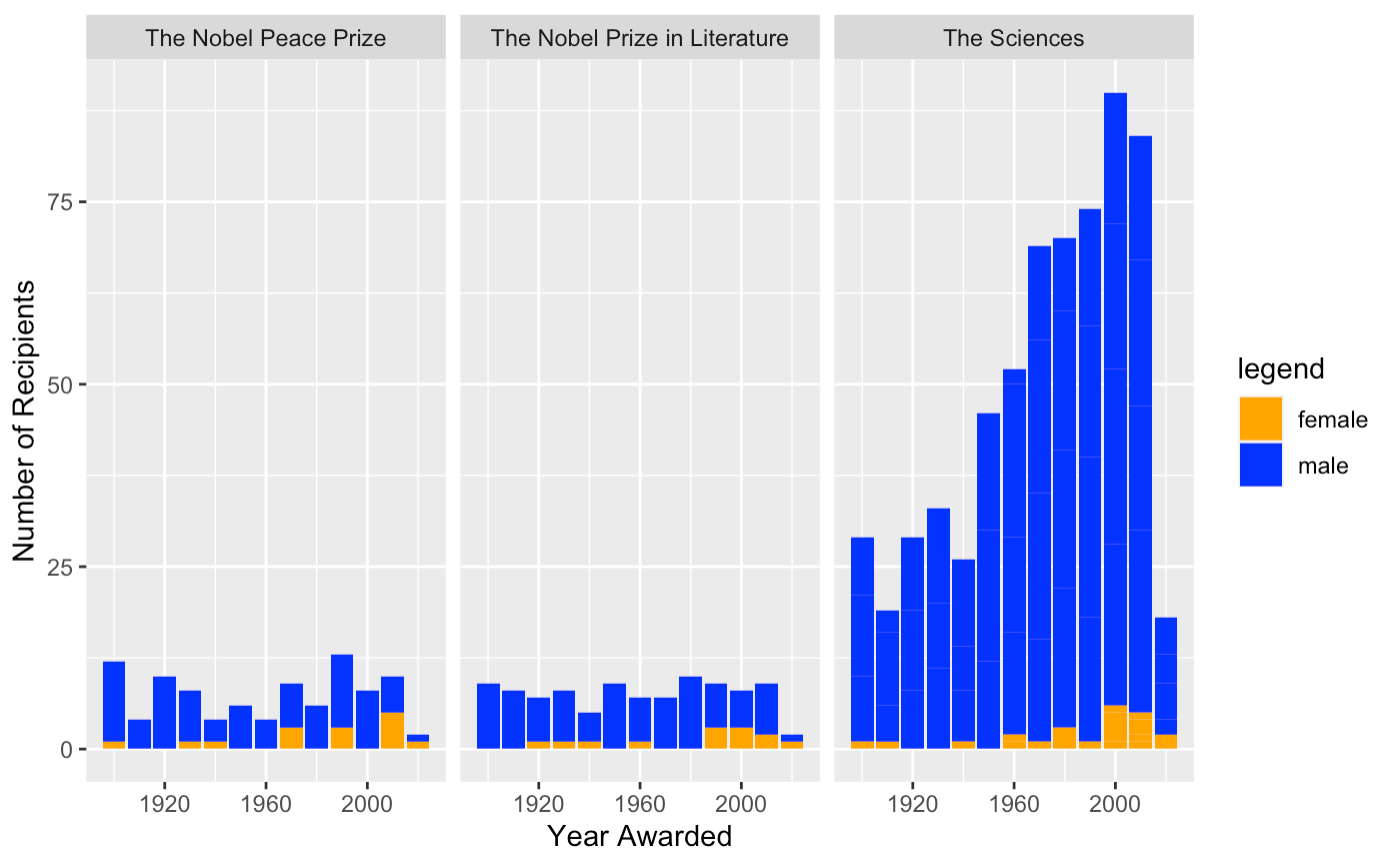 The Nobel Peace Prize
The Nobel Prize in Literature
The Sciences
Number of Recipients
75
50
25
0
1920 1960 2000
1920 1960 2000
1920 1960 2000
Year Awarded
legend
female
male